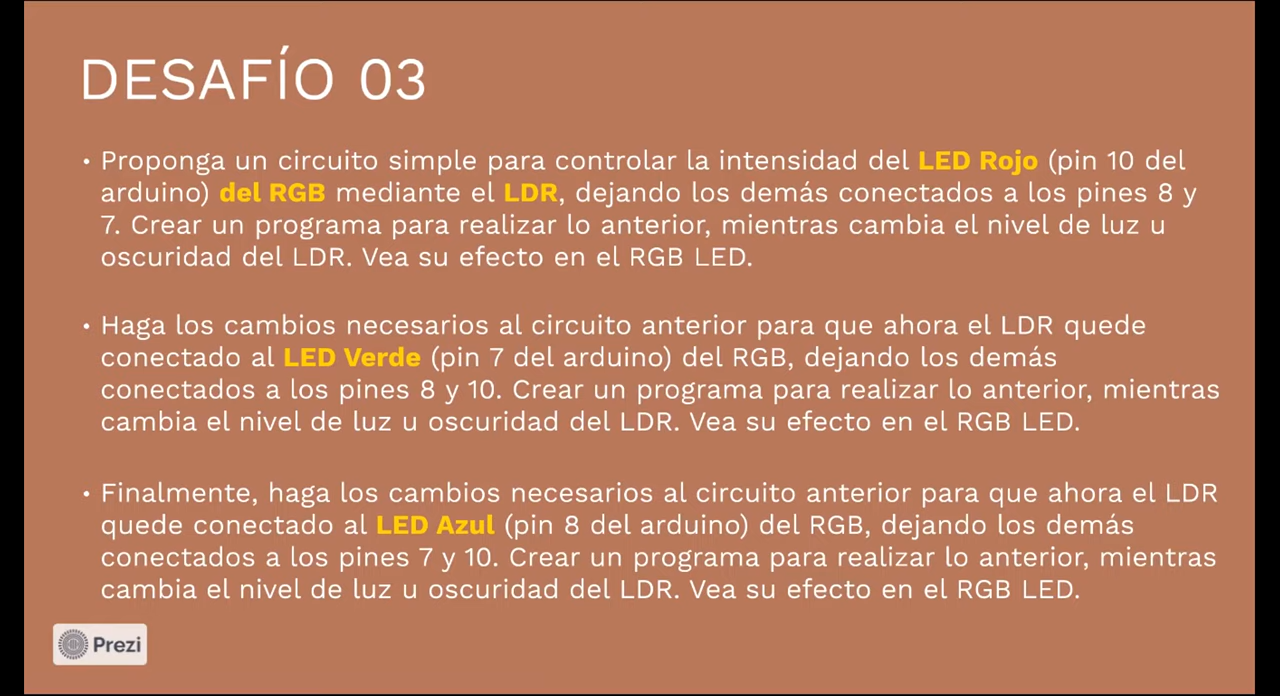 DESAFÍO 03
• Proponga un circuito simple para controlar la intensidad del LED Rojo (pin 10 del
arduino) del RGB mediante el LDR, dejando los demás conectados a los pines 8 y
7. Crear un programa para realizar lo anterior, mientras cambia el nivel de luz u
oscuridad del LDR. Vea su efecto en el RGB LED.
• Haga los cambios necesarios al circuito anterior para que ahora el LDR quede
conectado al LED Verde (pin 7 del arduino) del RGB, dejando los demás
conectados a los pines 8 y 10. Crear un programa para realizar lo anterior, mientras
cambia el nivel de luz u oscuridad del LDR. Vea su efecto en el RGB LED.
• Finalmente, haga los cambios necesarios al circuito anterior para que ahora el LDR
quede conectado al LED Azul (pin 8 del arduino) del RGB, dejando los demás
conectados a los pines 7 y 10. Crear un programa para realizar lo anterior, mientras
cambia el nivel de luz u oscuridad del LDR. Vea su efecto en el RGB LED.
Prezi